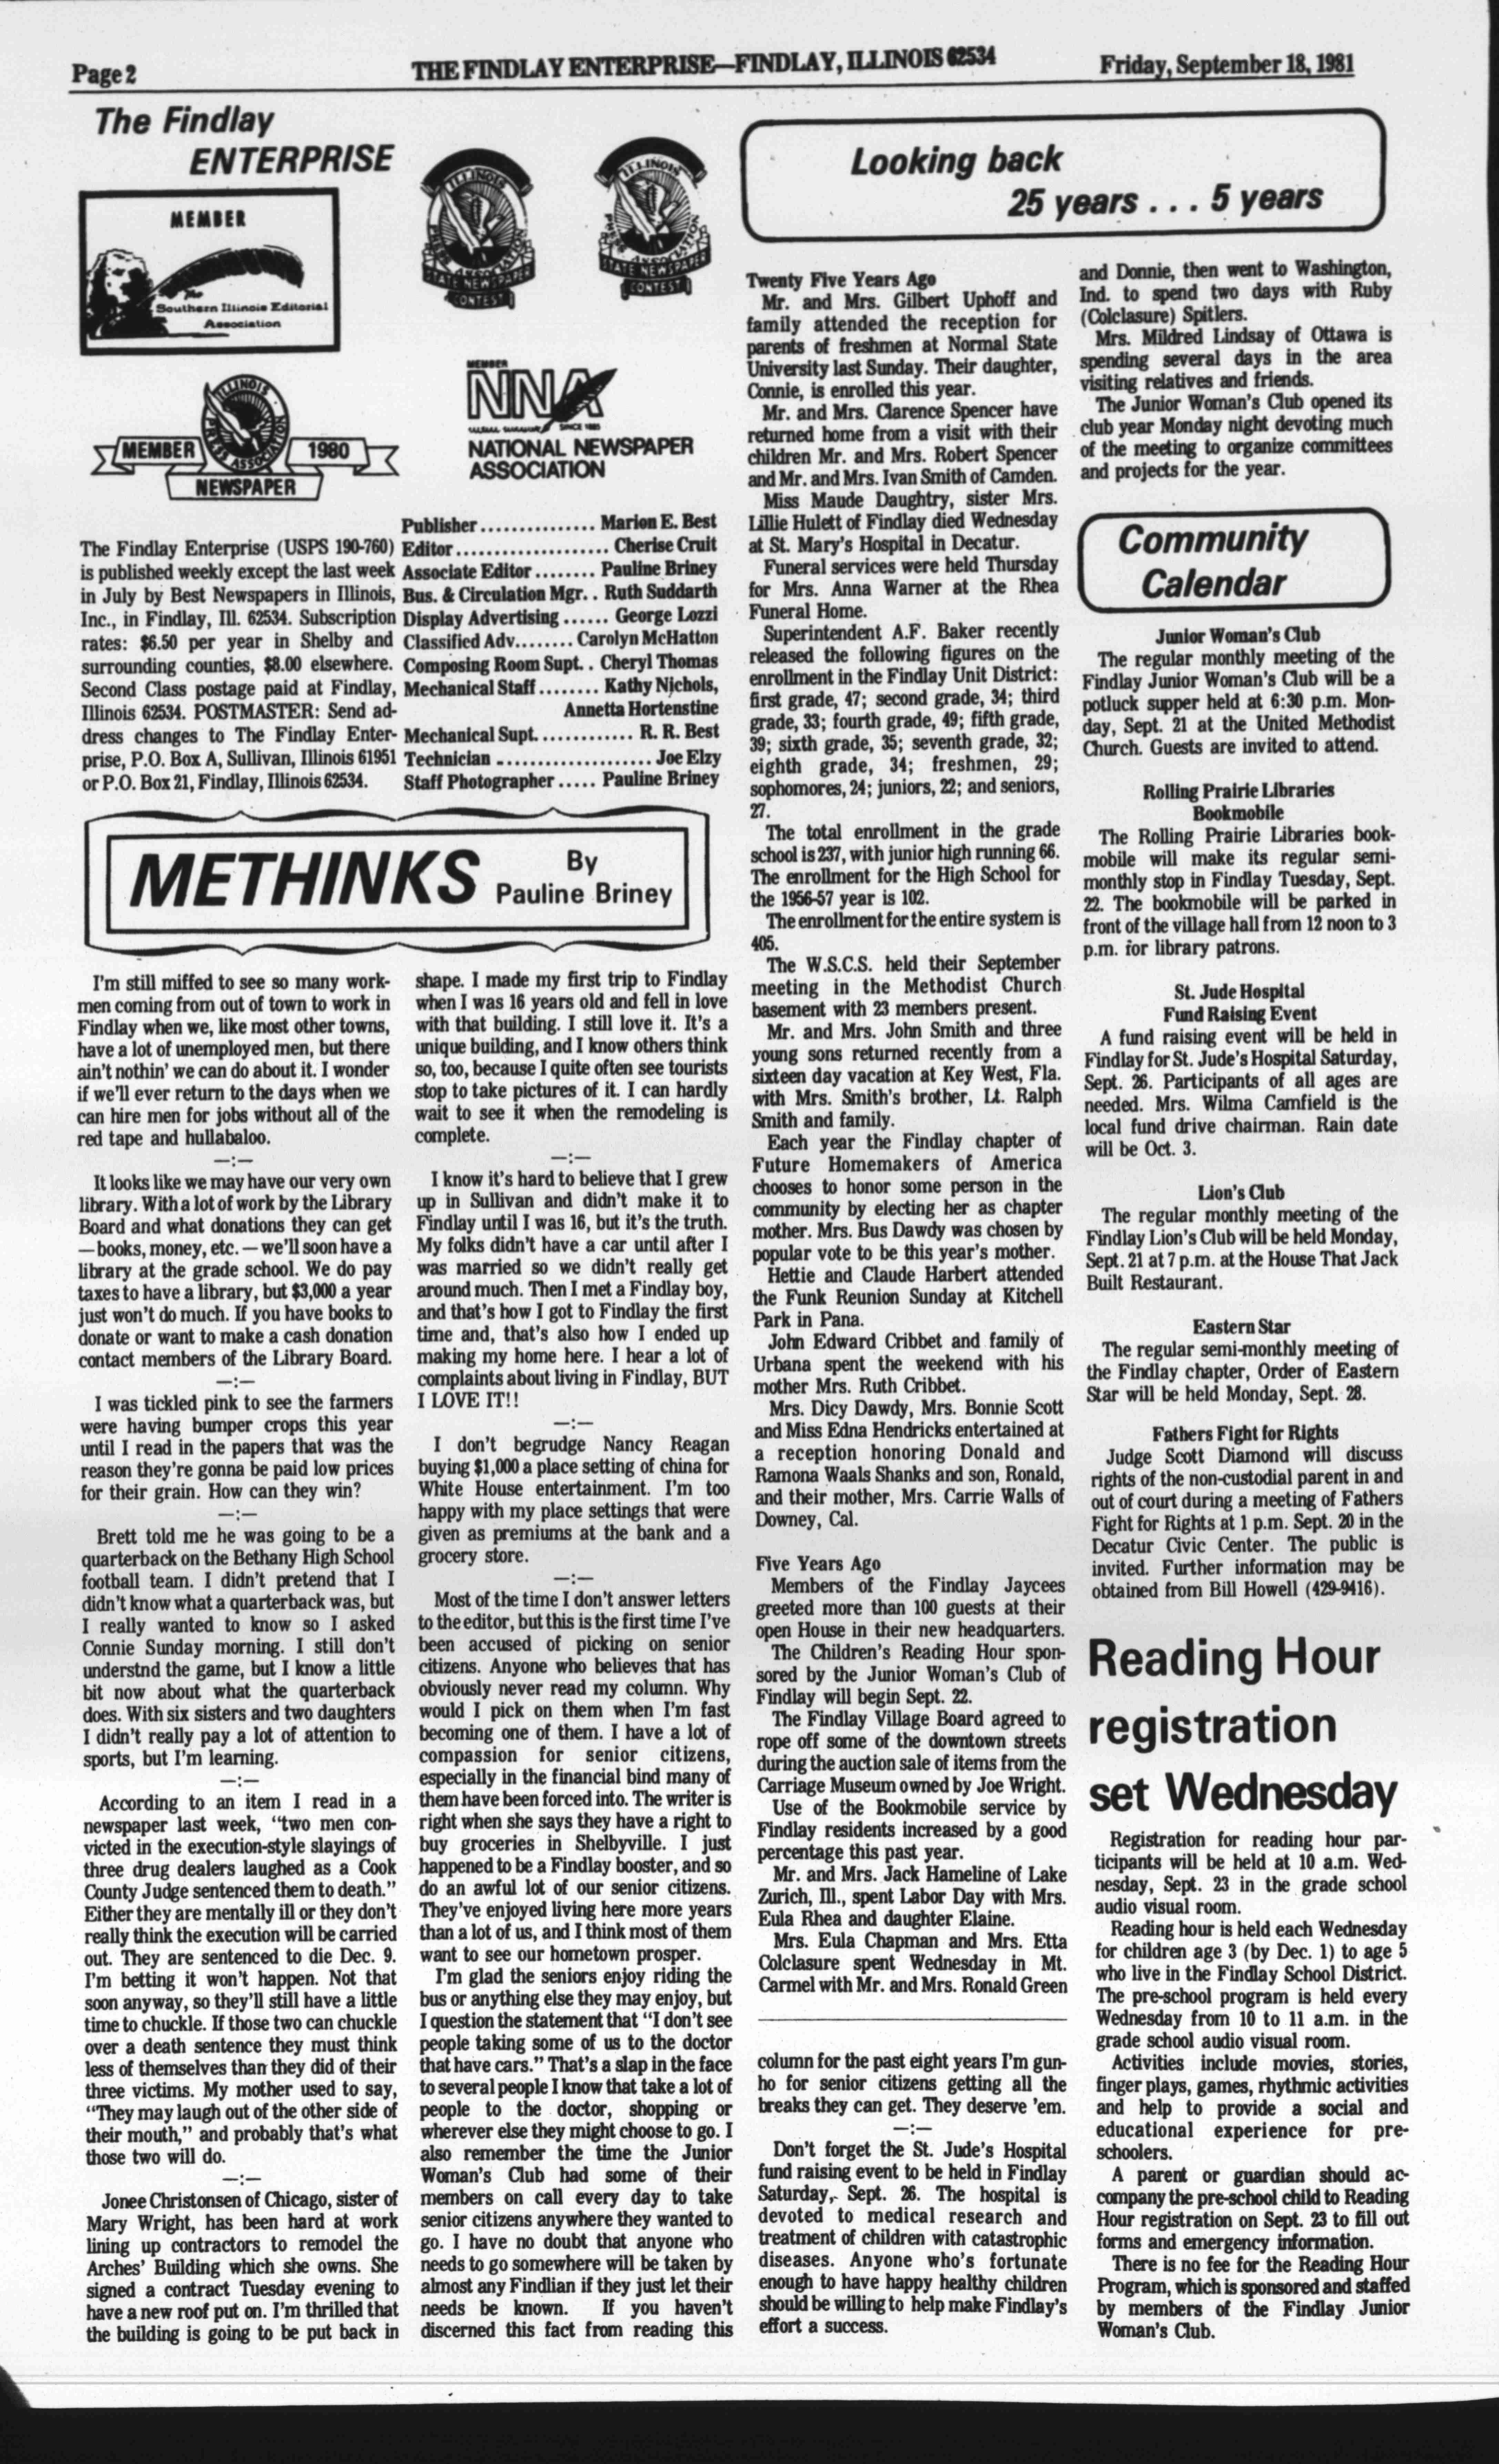 Page 2
THE FINDLAY ENTERPRISE—FINDLAY, ILLINOIS 62534
Friday, September 18, 1981
The Findlay
ENTERPRISE
MEMBER
The
Southern Illinois Editorial
Association
ILLINOIS
PRESS ASSOCIATION
STATE NEWSPAPER
CONTEST
ILLINOIS
PRESS ASSOCIATION
STATE NEWSPAPER
CONTEST
ILLINOIS
MEMBER
1980
NEWSPAPER
MEMBER
NNA
SINCE 1885
NATIONAL NEWSPAPER
ASSOCIATION
The Findlay Enterprise (USPS 190-760)
is published weekly except the last week
in July by Best Newspapers in Illinois,
Inc., in Findlay, Ill. 62534. Subscription
rates: $6.50 per year in Shelby and
surrounding counties, $8.00 elsewhere.
Second Class postage paid at Findlay,
Illinois 62534. POSTMASTER: Send ad-
dress changes to The Findlay Enter-
prise, P.O. Box A, Sullivan, Illinois 61951
or P.O. Box 21, Findlay, Illinois 62534.
Publisher............... Marion E. Best
Editor.................... Cherise Cruit
Associate Editor........ Pauline Briney
Bus. & Circulation Mgr.. Ruth Suddarth
Display Advertising...... George Lozzi
Classified Adv........ Carolyn McHatton
Composing Room Supt.. Cheryl Thomas
Mechanical Staff........ Kathy Nichols,
Annetta Hortenstine
Mechanical Supt............. R. R. Best
Technician..................... Joe Elzy
Staff Photographer..... Pauline Briney
METHINKS
By
Pauline Briney
I'm still miffed to see so many work-
men coming from out of town to work in
Findlay when we, like most other towns,
have a lot of unemployed men, but there
ain't nothin' we can do about it. I wonder
if we'll ever return to the days when we
can hire men for jobs without all of the
red tape and hullabaloo.
—:—
It looks like we may have our very own
library. With a lot of work by the Library
Board and what donations they can get
—books, money, etc.—we'll soon have a
library at the grade school. We do pay
taxes to have a library, but $3,000 a year
just won't do much. If you have books to
donate or want to make a cash donation
contact members of the Library Board.
—:—
I was tickled pink to see the farmers
were having bumper crops this year
until I read in the papers that was the
reason they're gonna be paid low prices
for their grain. How can they win?
—:—
Brett told me he was going to be a
quarterback on the Bethany High School
football team. I didn't pretend that I
didn't know what a quarterback was, but
I really wanted to know so I asked
Connie Sunday morning. I still don't
understnd the game, but I know a little
bit now about what the quarterback
does. With six sisters and two daughters
I didn't really pay a lot of attention to
sports, but I'm learning.
—:—
According to an item I read in a
newspaper last week, "two men con-
victed in the execution-style slayings of
three drug dealers laughed as a Cook
County Judge sentenced them to death."
Either they are mentally ill or they don't
really think the execution will be carried
out. They are sentenced to die Dec. 9.
I'm betting it won't happen. Not that
soon anyway, so they'll still have a little
time to chuckle. If those two can chuckle
over a death sentence they must think
less of themselves than they did of their
three victims. My mother used to say,
"They may laugh out of the other side of
their mouth," and probably that's what
those two will do.
—:—
Jonee Christonsen of Chicago, sister of
Mary Wright, has been hard at work
lining up contractors to remodel the
Arches' Building which she owns. She
signed a contract Tuesday evening to
have a new roof put on. I'm thrilled that
the building is going to be put back in
shape. I made my first trip to Findlay
when I was 16 years old and fell in love
with that building. I still love it. It's a
unique building, and I know others think
so, too, because I quite often see tourists
stop to take pictures of it. I can hardly
wait to see it when the remodeling is
complete.
—:—
I know it's hard to believe that I grew
up in Sullivan and didn't make it to
Findlay until I was 16, but it's the truth.
My folks didn't have a car until after I
was married so we didn't really get
around much. Then I met a Findlay boy,
and that's how I got to Findlay the first
time and, that's also how I ended up
making my home here. I hear a lot of
complaints about living in Findlay, BUT
I LOVE IT!!
—:—
I don't begrudge Nancy Reagan
buying $1,000 a place setting of china for
White House entertainment. I'm too
happy with my place settings that were
given as premiums at the bank and a
grocery store.
—:—
Most of the time I don't answer letters
to the editor, but this is the first time I've
been accused of picking on senior
citizens. Anyone who believes that has
obviously never read my column. Why
would I pick on them when I'm fast
becoming one of them. I have a lot of
compassion for senior citizens,
especially in the financial bind many of
them have been forced into. The writer is
right when she says they have a right to
buy groceries in Shelbyville. I just
happened to be a Findlay booster, and so
do an awful lot of our senior citizens.
They've enjoyed living here more years
than a lot of us, and I think most of them
want to see our hometown prosper.
I'm glad the seniors enjoy riding the
bus or anything else they may enjoy, but
I question the statement that "I don't see
people taking some of us to the doctor
that have cars." That's a slap in the face
to several people I know that take a lot of
people to the doctor, shopping or
wherever else they might choose to go. I
also remember the time the Junior
Woman's Club had some of their
members on call every day to take
senior citizens anywhere they wanted to
go. I have no doubt that anyone who
needs to go somewhere will be taken by
almost any Findlian if they just let their
needs be known. If you haven't
discerned this fact from reading this
column for the past eight years I'm gun-
ho for senior citizens getting all the
breaks they can get. They deserve 'em.
—:—
Don't forget the St. Jude's Hospital
fund raising event to be held in Findlay
Saturday, Sept. 26. The hospital is
devoted to medical research and
treatment of children with catastrophic
diseases. Anyone who's fortunate
enough to have happy healthy children
should be willing to help make Findlay's
effort a success.
Looking back
25 years . . . 5 years
Twenty Five Years Ago
Mr. and Mrs. Gilbert Uphoff and
family attended the reception for
parents of freshmen at Normal State
University last Sunday. Their daughter,
Connie, is enrolled this year.
Mr. and Mrs. Clarence Spencer have
returned home from a visit with their
children Mr. and Mrs. Robert Spencer
and Mr. and Mrs. Ivan Smith of Camden.
Miss Maude Daughtry, sister Mrs.
Lillie Hulett of Findlay died Wednesday
at St. Mary's Hospital in Decatur.
Funeral services were held Thursday
for Mrs. Anna Warner at the Rhea
Funeral Home.
Superintendent A.F. Baker recently
released the following figures on the
enrollment in the Findlay Unit District:
first grade, 47; second grade, 34; third
grade, 33; fourth grade, 49; fifth grade,
39; sixth grade, 35; seventh grade, 32;
eighth grade, 34; freshmen, 29;
sophomores, 24; juniors, 22; and seniors,
27.
The total enrollment in the grade
school is 237, with junior high running 66.
The enrollment for the High School for
the 1956-57 year is 102.
The enrollment for the entire system is
405.
The W.S.C.S. held their September
meeting in the Methodist Church
basement with 23 members present.
Mr. and Mrs. John Smith and three
young sons returned recently from a
sixteen day vacation at Key West, Fla.
with Mrs. Smith's brother, Lt. Ralph
Smith and family.
Each year the Findlay chapter of
Future Homemakers of America
chooses to honor some person in the
community by electing her as chapter
mother. Mrs. Bus Dawdy was chosen by
popular vote to be this year's mother.
Hettie and Claude Harbert attended
the Funk Reunion Sunday at Kitchell
Park in Pana.
John Edward Cribbet and family of
Urbana spent the weekend with his
mother Mrs. Ruth Cribbet.
Mrs. Dicy Dawdy, Mrs. Bonnie Scott
and Miss Edna Hendricks entertained at
a reception honoring Donald and
Ramona Waals Shanks and son, Ronald,
and their mother, Mrs. Carrie Walls of
Downey, Cal.
Five Years Ago
Members of the Findlay Jaycees
greeted more than 100 guests at their
open House in their new headquarters.
The Children's Reading Hour spon-
sored by the Junior Woman's Club of
Findlay will begin Sept. 22.
The Findlay Village Board agreed to
rope off some of the downtown streets
during the auction sale of items from the
Carriage Museum owned by Joe Wright.
Use of the Bookmobile service by
Findlay residents increased by a good
percentage this past year.
Mr. and Mrs. Jack Hameline of Lake
Zurich, Ill., spent Labor Day with Mrs.
Eula Rhea and daughter Elaine.
Mrs. Eula Chapman and Mrs. Etta
Colclasure spent Wednesday in Mt.
Carmel with Mr. and Mrs. Ronald Green
and Donnie, then went to Washington,
Ind. to spend two days with Ruby
(Colclasure) Spitlers.
Mrs. Mildred Lindsay of Ottawa is
spending several days in the area
visiting relatives and friends.
The Junior Woman's Club opened its
club year Monday night devoting much
of the meeting to organize committees
and projects for the year.
Community
Calendar
Junior Woman's Club
The regular monthly meeting of the
Findlay Junior Woman's Club will be a
potluck supper held at 6:30 p.m. Mon-
day, Sept. 21 at the United Methodist
Church. Guests are invited to attend.
Rolling Prairie Libraries
Bookmobile
The Rolling Prairie Libraries book-
mobile will make its regular semi-
monthly stop in Findlay Tuesday, Sept.
22. The bookmobile will be parked in
front of the village hall from 12 noon to 3
p.m. for library patrons.
St. Jude Hospital
Fund Raising Event
A fund raising event will be held in
Findlay for St. Jude's Hospital Saturday,
Sept. 26. Participants of all ages are
needed. Mrs. Wilma Camfield is the
local fund drive chairman. Rain date
will be Oct. 3.
Lion's Club
The regular monthly meeting of the
Findlay Lion's Club will be held Monday,
Sept. 21 at 7 p.m. at the House That Jack
Built Restaurant.
Eastern Star
The regular semi-monthly meeting of
the Findlay chapter, Order of Eastern
Star will be held Monday, Sept. 28.
Fathers Fight for Rights
Judge Scott Diamond will discuss
rights of the non-custodial parent in and
out of court during a meeting of Fathers
Fight for Rights at 1 p.m. Sept. 20 in the
Decatur Civic Center. The public is
invited. Further information may be
obtained from Bill Howell (429-9416).
Reading Hour
registration
set Wednesday
Registration for reading hour par-
ticipants will be held at 10 a.m. Wed-
nesday, Sept. 23 in the grade school
audio visual room.
Reading hour is held each Wednesday
for children age 3 (by Dec. 1) to age 5
who live in the Findlay School District.
The pre-school program is held every
Wednesday from 10 to 11 a.m. in the
grade school audio visual room.
Activities include movies, stories,
finger plays, games, rhythmic activities
and help to provide a social and
educational experience for pre-
schoolers.
A parent or guardian should ac-
company the pre-school child to Reading
Hour registration on Sept. 23 to fill out
forms and emergency information.
There is no fee for the Reading Hour
Program, which is sponsored and staffed
by members of the Findlay Junior
Woman's Club.